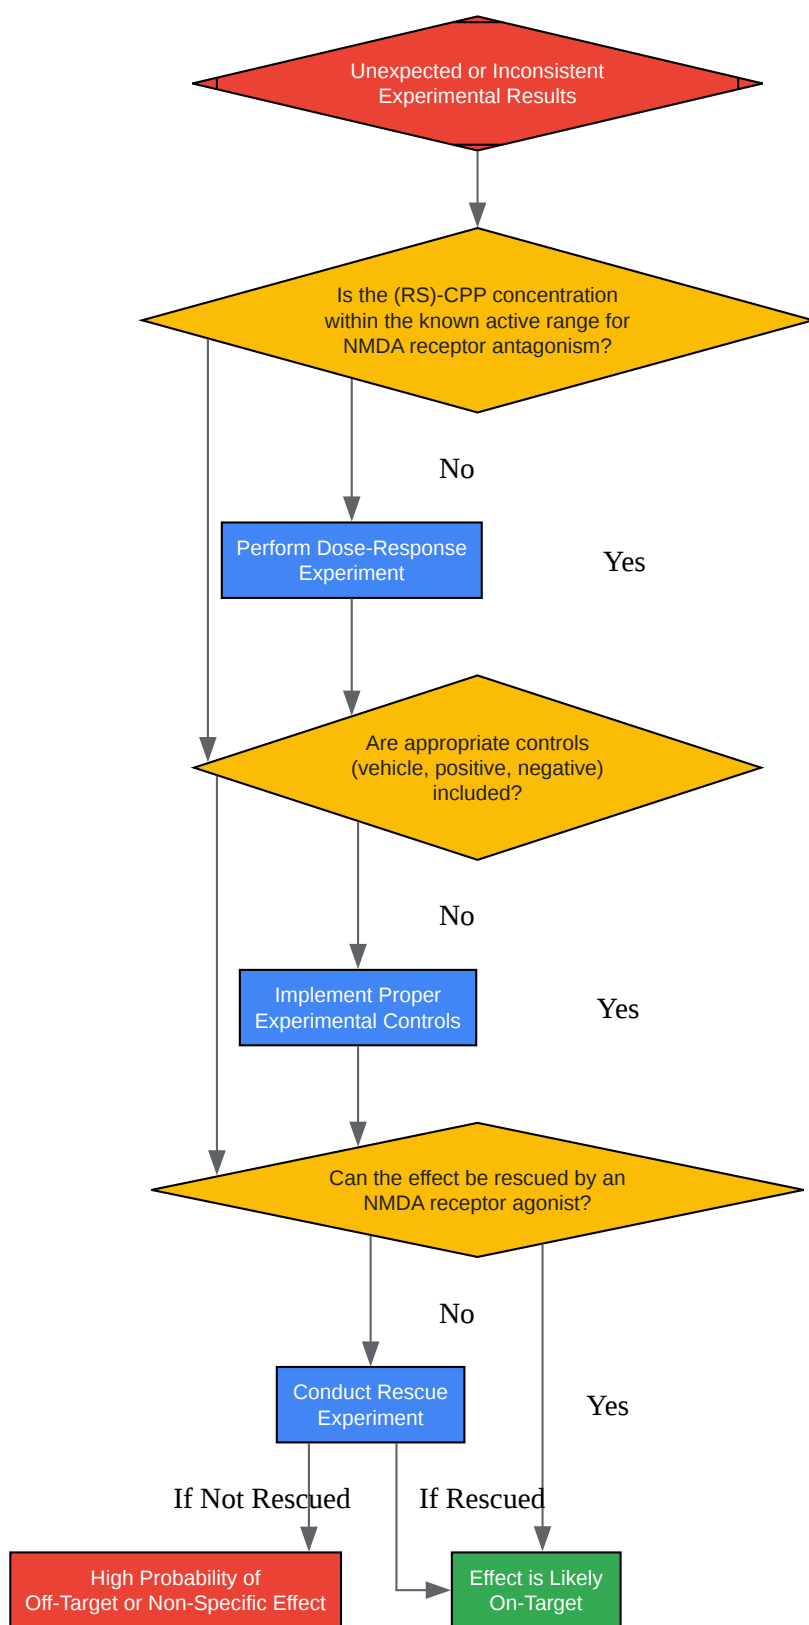 Unexpected or Inconsistent
Experimental Results
Is the (RS)-CPP concentration
within the known active range for
NMDA receptor antagonism?
No
Perform Dose-Response
Experiment
Yes
Are appropriate controls
(vehicle, positive, negative)
included?
No
Implement Proper
Experimental Controls
Yes
Can the effect be rescued by an
NMDA receptor agonist?
No
Conduct Rescue
Experiment
Yes
If Not Rescued
If Rescued
High Probability of
Off-Target or Non-Specific Effect
Effect is Likely
On-Target